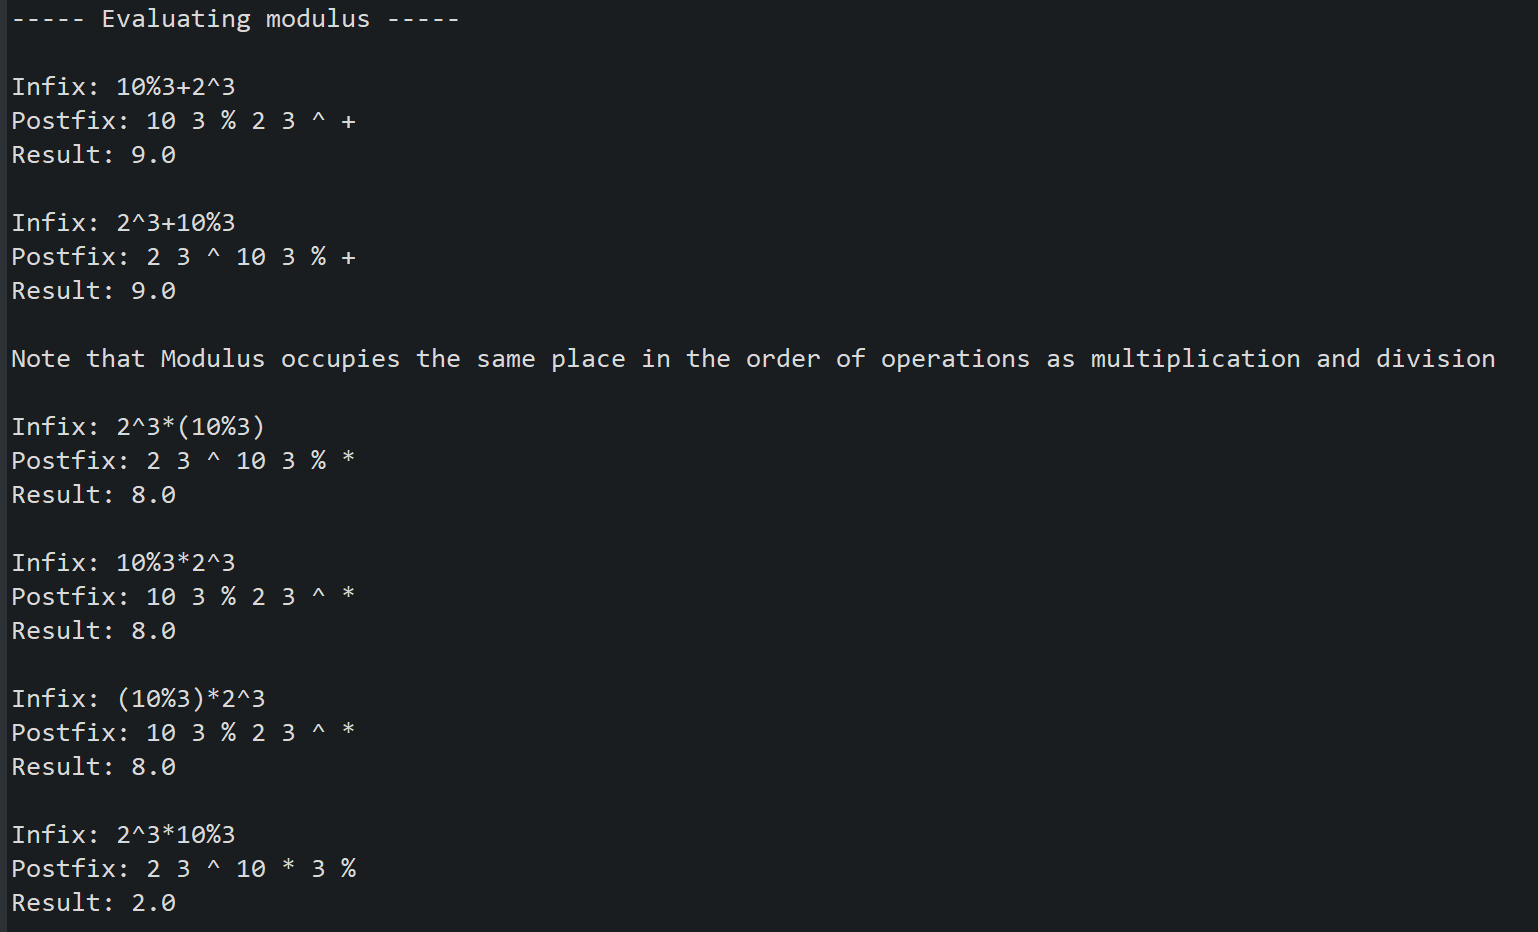 ----- Evaluating modulus -----
Infix: 10%3+2^3
Postfix: 10 3 % 2 3 ^ +
Result: 9.0
Infix: 2^3+10%3
Postfix: 2 3 ^ 10 3 % +
Result: 9.0
Note that Modulus occupies the same place in the order of operations as multiplication and division
Infix: 2^3*(10%3)
Postfix: 2 3 ^ 10 3 % *
Result: 8.0
Infix: 10%3*2^3
Postfix: 10 3 % 2 3 ^ *
Result: 8.0
Infix: (10%3)*2^3
Postfix: 10 3 % 2 3 ^ *
Result: 8.0
Infix: 2^3*10%3
Postfix: 2 3 ^ 10 * 3 %
Result: 2.0